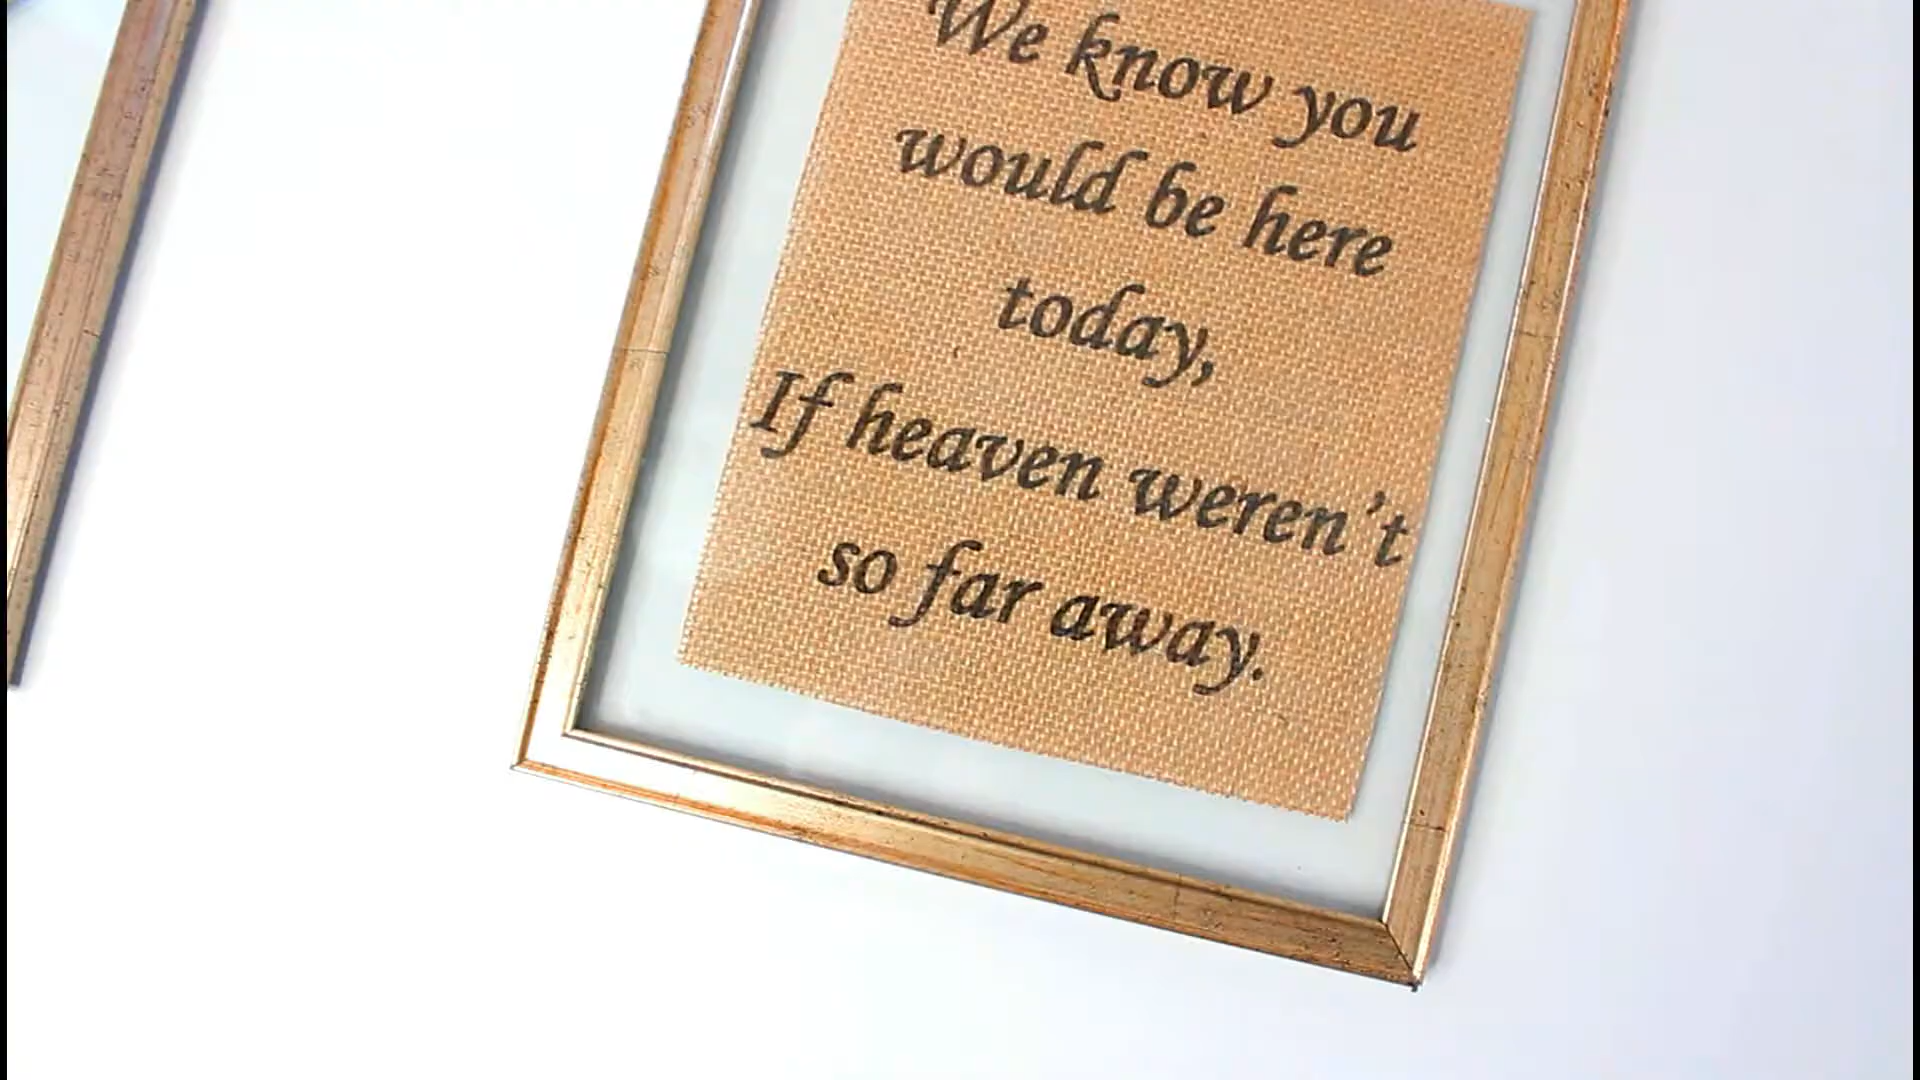 We know you
would be here
today,
If heaven weren't
so far away.